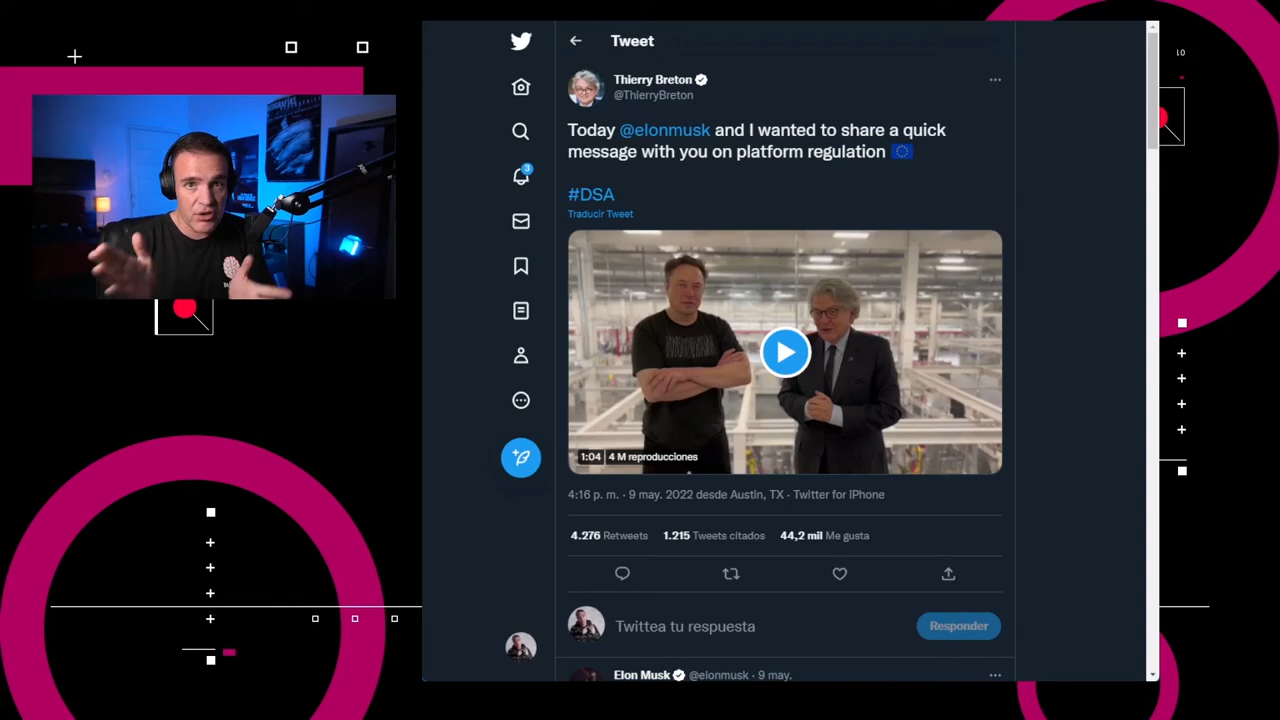 10
Tweet
Thierry Breton
@ThierryBreton
Today @elonmusk and I wanted to share a quick
message with you on platform regulation
#DSA
Traducir Tweet
3
1:04 4 M reproducciones
4:16 p. m. · 9 may. 2022 desde Austin, TX · Twitter for iPhone
4.276 Retweets 1.215 Tweets citados 44,2 mil Me gusta
Twittea tu respuesta
Responder
Elon Musk @elonmusk · 9 may.